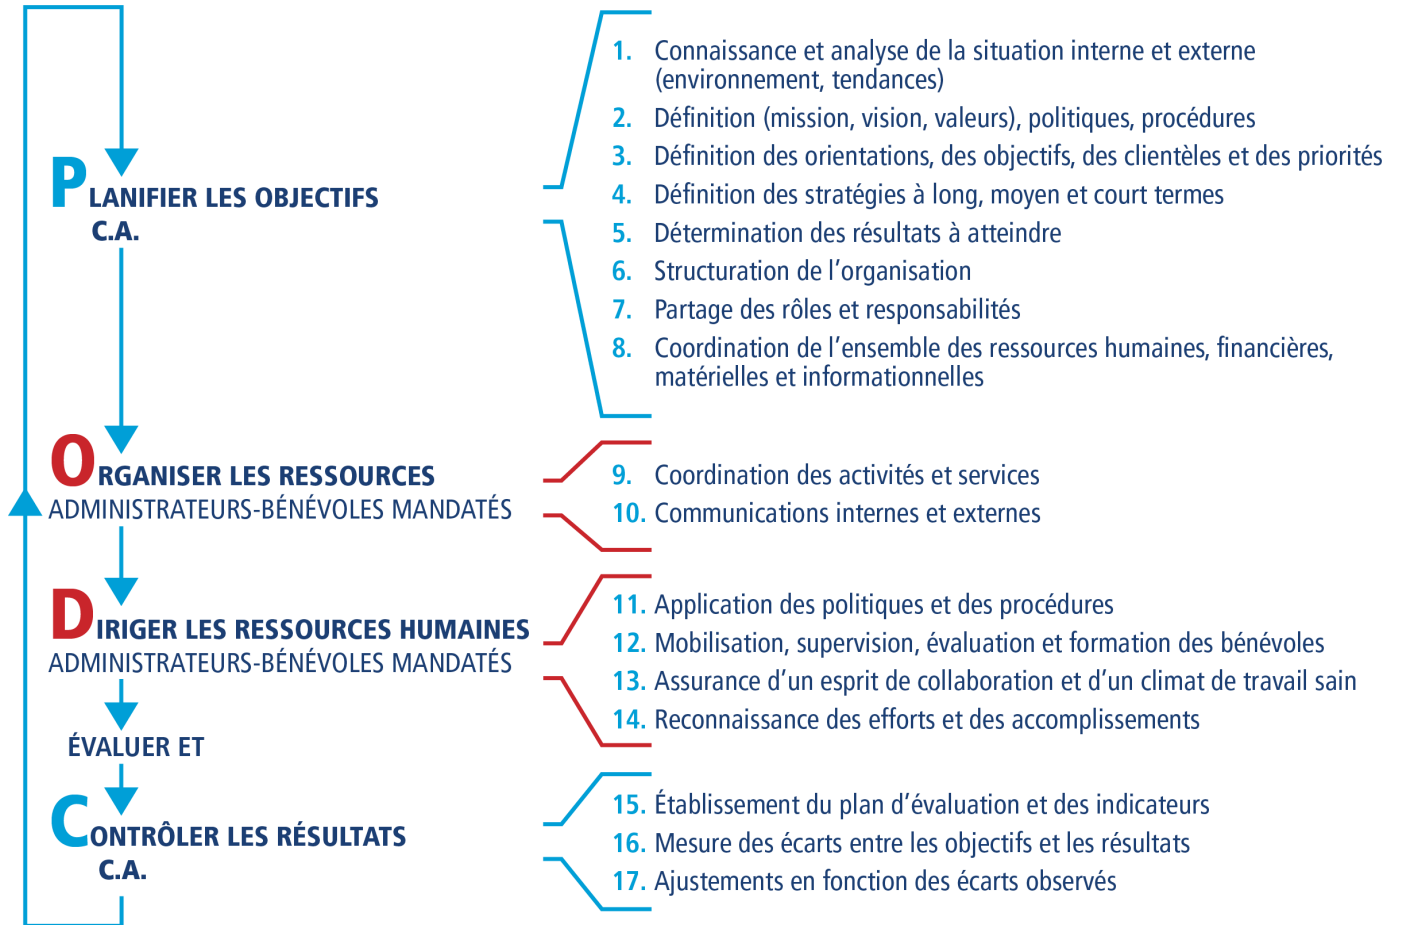 PLANIFIER LES OBJECTIFS
C.A.
1. Connaissance et analyse de la situation interne et externe
(environnement, tendances)
2. Définition (mission, vision, valeurs), politiques, procédures
3. Définition des orientations, des objectifs, des clientèles et des priorités
4. Définition des stratégies à long, moyen et court termes
5. Détermination des résultats à atteindre
6. Structuration de l’organisation
7. Partage des rôles et responsabilités
8. Coordination de l’ensemble des ressources humaines, financières,
matérielles et informationnelles
ORGANISER LES RESSOURCES
ADMINISTRATEURS-BÉNÉVOLES MANDATÉS
9. Coordination des activités et services
10. Communications internes et externes
DIRIGER LES RESSOURCES HUMAINES
ADMINISTRATEURS-BÉNÉVOLES MANDATÉS
11. Application des politiques et des procédures
12. Mobilisation, supervision, évaluation et formation des bénévoles
13. Assurance d’un esprit de collaboration et d’un climat de travail sain
14. Reconnaissance des efforts et des accomplissements
ÉVALUER ET
CONTRÔLER LES RÉSULTATS
C.A.
15. Établissement du plan d’évaluation et des indicateurs
16. Mesure des écarts entre les objectifs et les résultats
17. Ajustements en fonction des écarts observés